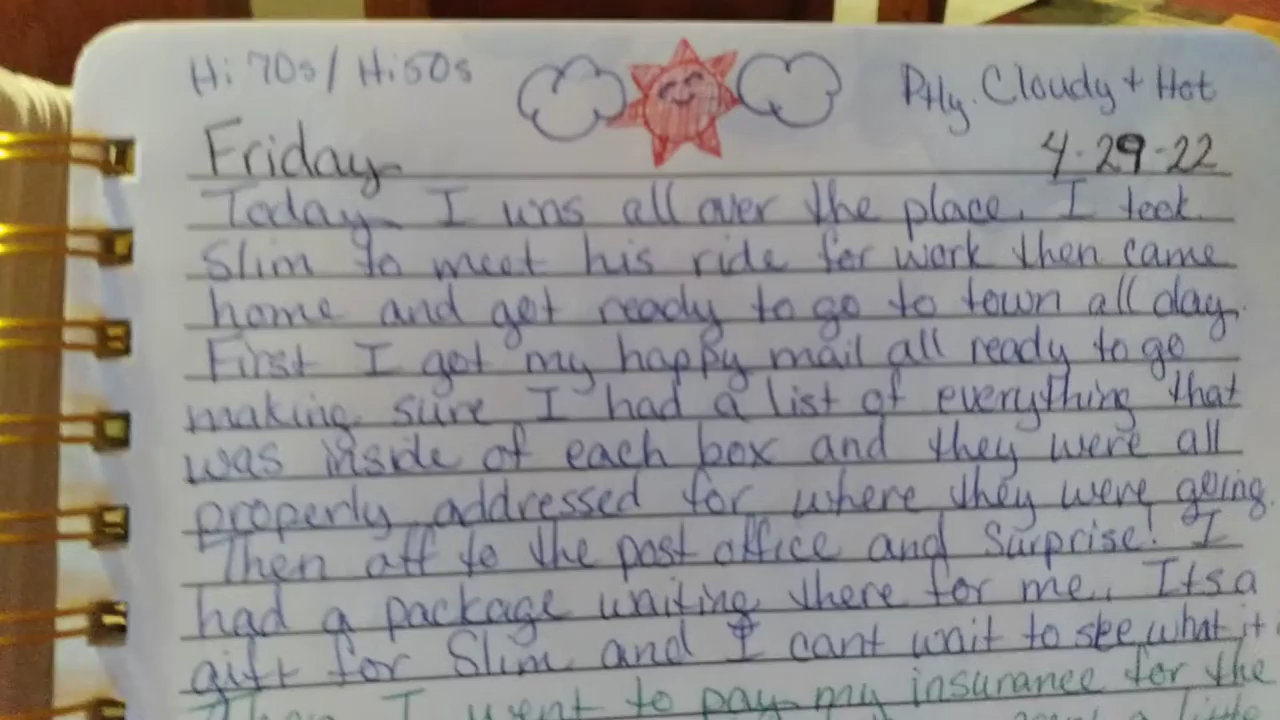 Hi: 70s / Hi: 50s
Ptly. Cloudy + Hot
Friday
4-29-22
Today I was all over the place. I took
Slim to meet his ride for work then came
home and got ready to go to town all day.
First I got my happy mail all ready to go
making sure I had a list of everything that
was inside of each box and they were all
properly addressed for where they were going.
Then off to the post office and Surprise! I
had a package waiting there for me. Its a
gift for Slim and I cant wait to see what it
Then I went to pay my insurance for the